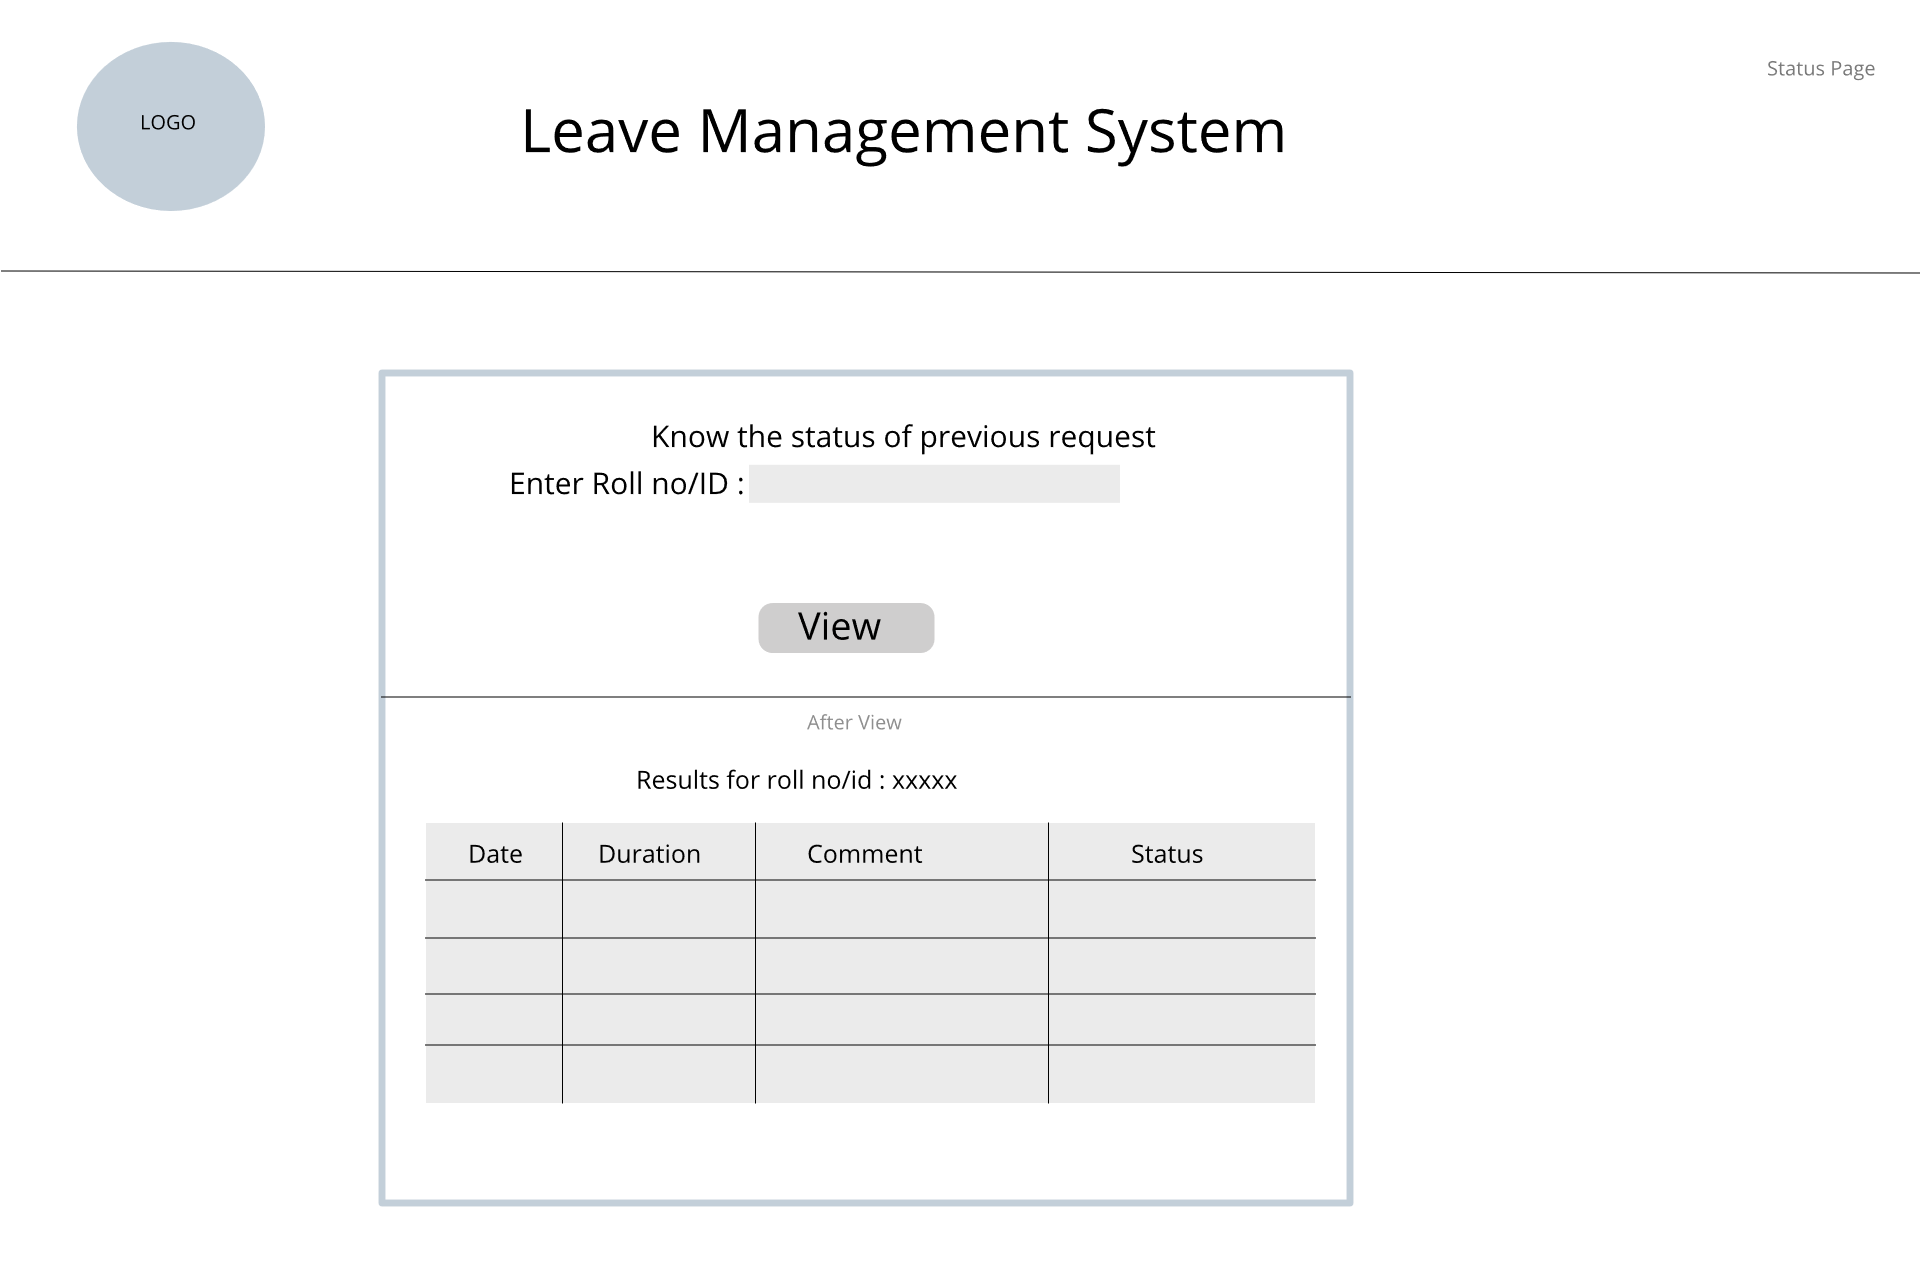 Status Page
LOGO
Leave Management System
Know the status of previous request
Enter Roll no/ID :
View
After View
Results for roll no/id : xxxxx
Date Duration Comment Status